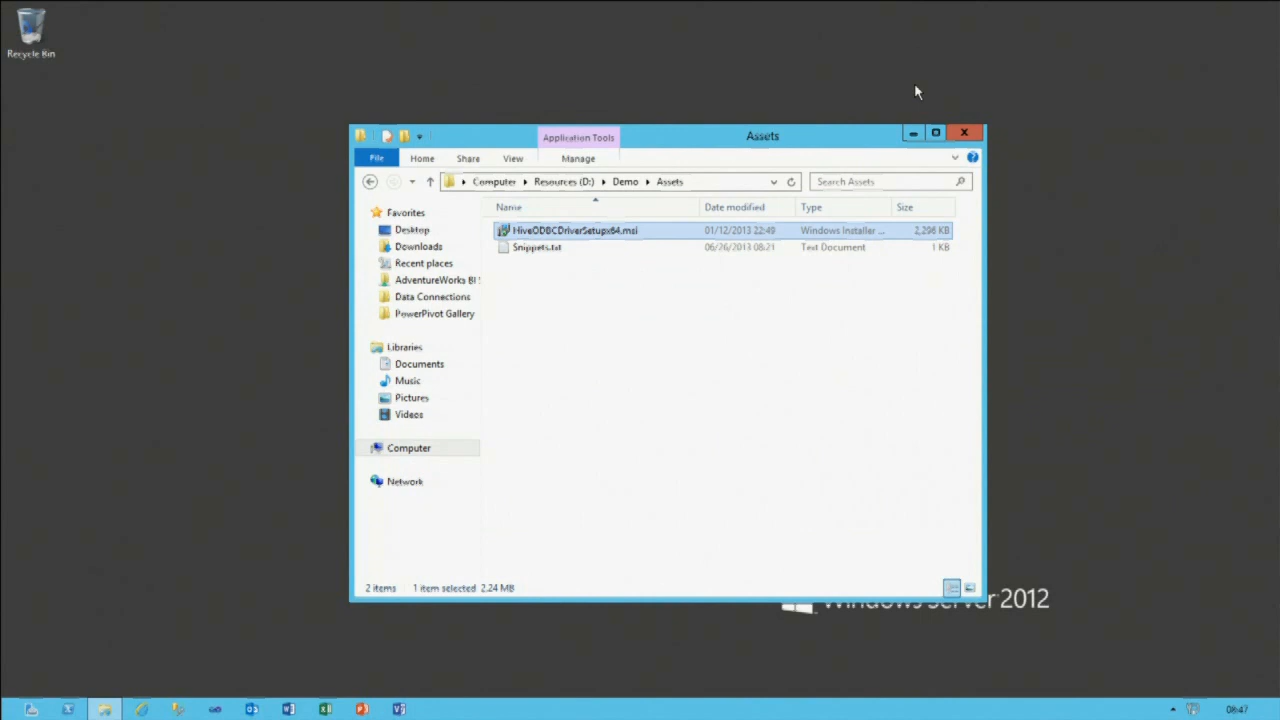 Recycle Bin
Application Tools
Assets
File Home Share View Manage
Computer Resources (D:) Demo Assets
Search Assets
Name Date modified Type Size
Favorites
Desktop
Downloads
Recent places
AdventureWorks BI
Data Connections
PowerPivot Gallery
HiveODBCDriverSetupx64.msi 01/12/2013 22:49 Windows Installer ... 2,296 KB
Snippets.txt 06/26/2013 08:21 Text Document 1 KB
Libraries
Documents
Music
Pictures
Videos
Computer
Network
2 items 1 item selected 2.24 MB
Windows Server 2012
08:47